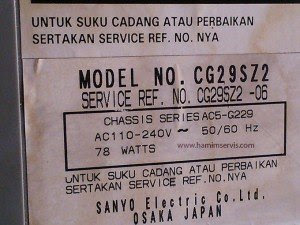 UNTUK SUKU CADANG ATAU PERBAIKAN
SERTAKAN SERVICE REF. NO. NYA
MODEL NO. CG29SZ2
SERVICE REF. NO. CG29SZ2 -06
CHASSIS SERIES AC5-G229
AC110-240V ~ 50/60 Hz
78 WATTS
www.hamimservis.com
UNTUK SUKU CADANG ATAU PERBAIKAN
SERTAKAN SERVICE REF. NO. NYA
SANYO Electric Co.,Ltd.
OSAKA JAPAN